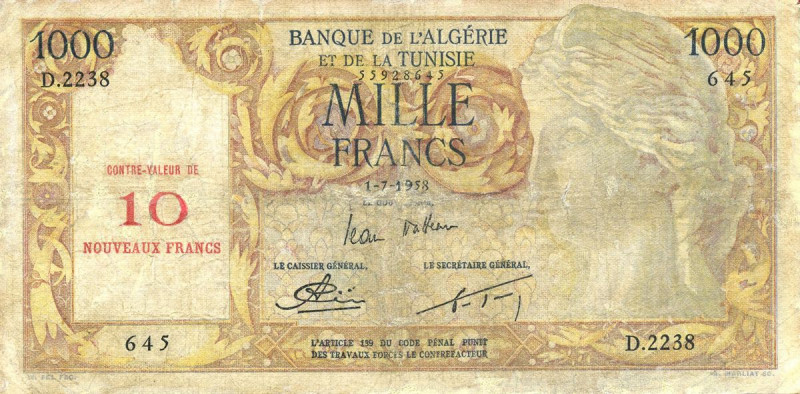 1000
BANQUE DE L'ALGÉRIE
1000
D.2238
ET DE LA TUNISIE
645
55928645
MILLE
FRANCS
1-7-1958
CONTRE-VALEUR DE
10
NOUVEAUX FRANCS
LE CAISSIER GÉNÉRAL,
LE SECRÉTAIRE GÉNÉRAL,
645
D.2238
L'ARTICLE 139 DU CODE PÉNAL PUNIT
DES TRAVAUX FORCÉS LE CONTREFACTEUR